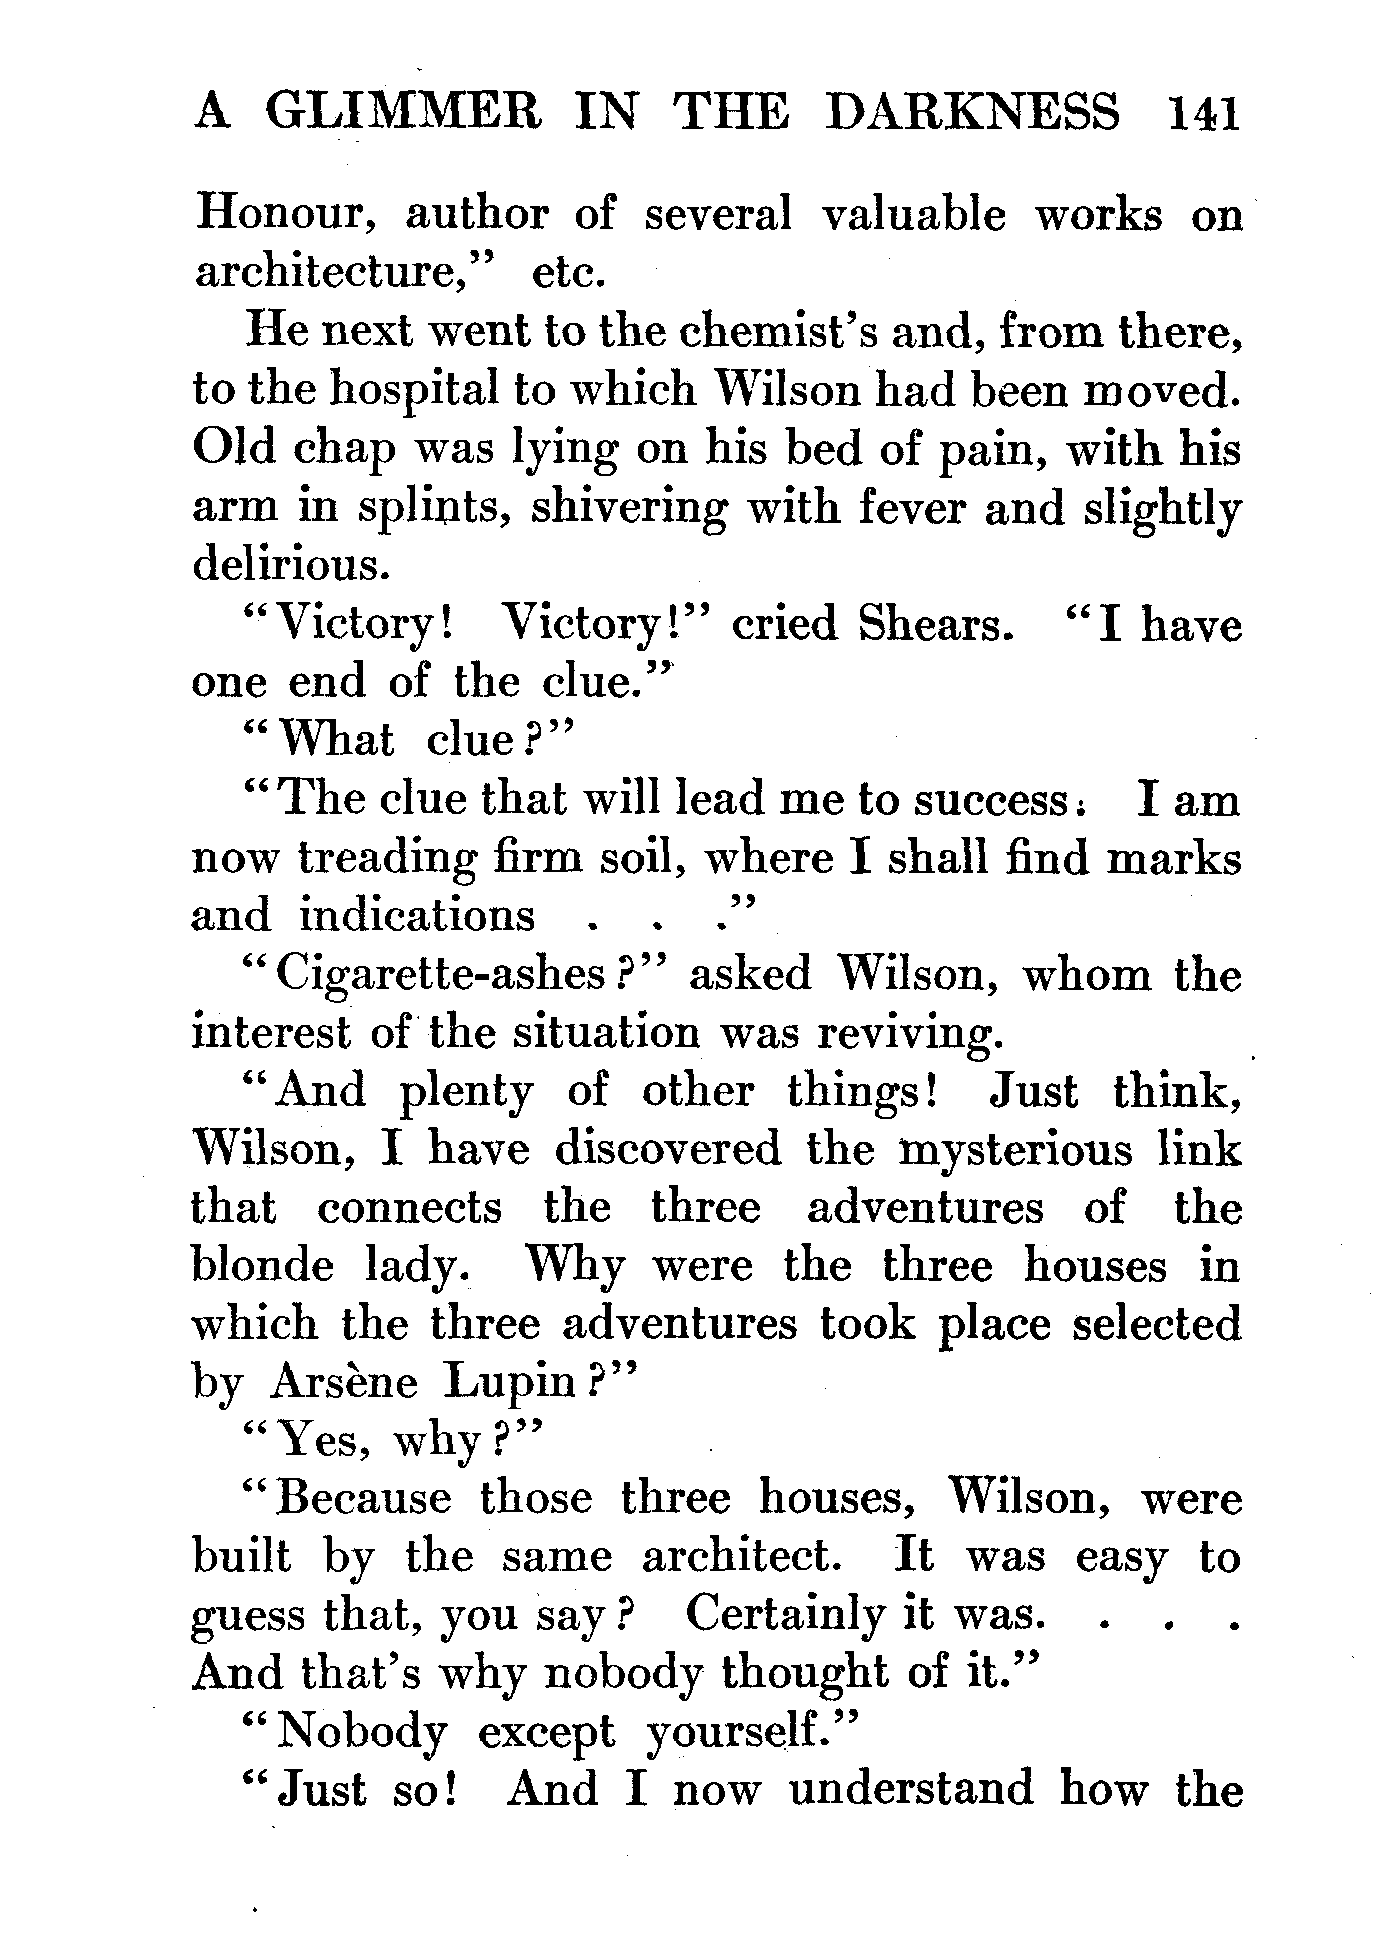 A GLIMMER IN THE DARKNESS 141
Honour, author of several valuable works on
architecture,” etc.
He next went to the chemist’s and, from there,
to the hospital to which Wilson had been moved.
Old chap was lying on his bed of pain, with his
arm in splints, shivering with fever and slightly
delirious.
“Victory! Victory!” cried Shears. “I have
one end of the clue.”
“What clue?”
“The clue that will lead me to success. I am
now treading firm soil, where I shall find marks
and indications . . .”
“Cigarette-ashes?” asked Wilson, whom the
interest of the situation was reviving.
“And plenty of other things! Just think,
Wilson, I have discovered the mysterious link
that connects the three adventures of the
blonde lady. Why were the three houses in
which the three adventures took place selected
by Arsène Lupin?”
“Yes, why?”
“Because those three houses, Wilson, were
built by the same architect. It was easy to
guess that, you say? Certainly it was. . . .
And that’s why nobody thought of it.”
“Nobody except yourself.”
“Just so! And I now understand how the